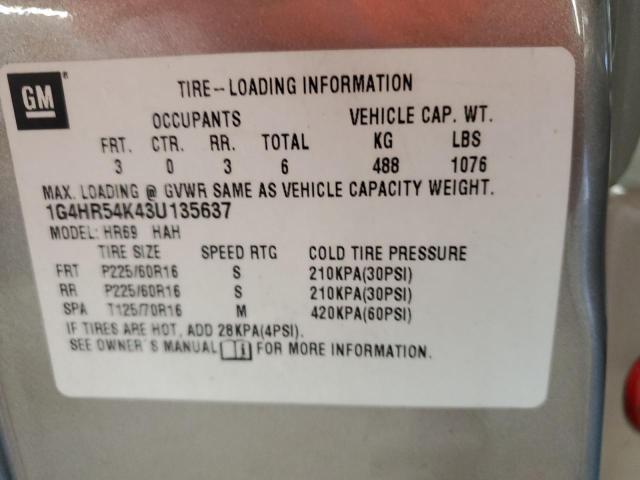 GM®
TIRE-LOADING INFORMATION
OCCUPANTS VEHICLE CAP. WT.
FRT. CTR. RR. TOTAL KG LBS
3 0 3 6 488 1076
MAX. LOADING @ GVWR SAME AS VEHICLE CAPACITY WEIGHT.
1G4HR54K43U135637
MODEL: HR69 HAH
TIRE SIZE SPEED RTG COLD TIRE PRESSURE
FRT P225/60R16 S 210KPA(30PSI)
RR P225/60R16 S 210KPA(30PSI)
SPA T125/70R16 M 420KPA(60PSI)
IF TIRES ARE HOT, ADD 28KPA(4PSI).
SEE OWNER'S MANUAL i FOR MORE INFORMATION.